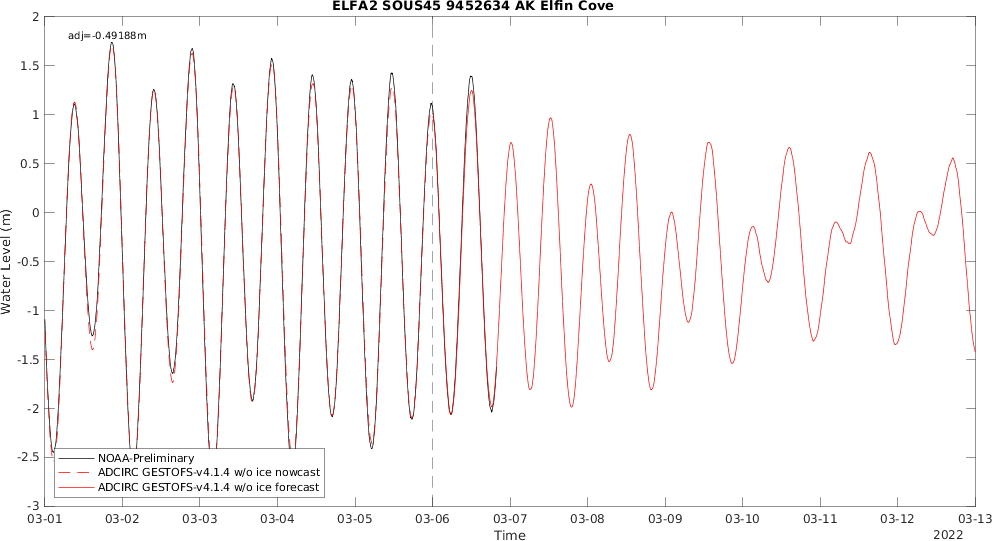 ELFA2 SOUS45 9452634 AK Elfin Cove
adj=-0.49188m
2
1.5
1
0.5
0
-0.5
-1
-1.5
-2
-2.5
-3
Water Level (m)
NOAA-Preliminary
ADCIRC GESTOFS-v4.1.4 w/o ice nowcast
ADCIRC GESTOFS-v4.1.4 w/o ice forecast
03-01 03-02 03-03 03-04 03-05 03-06 03-07 03-08 03-09 03-10 03-11 03-12 03-13
Time
2022